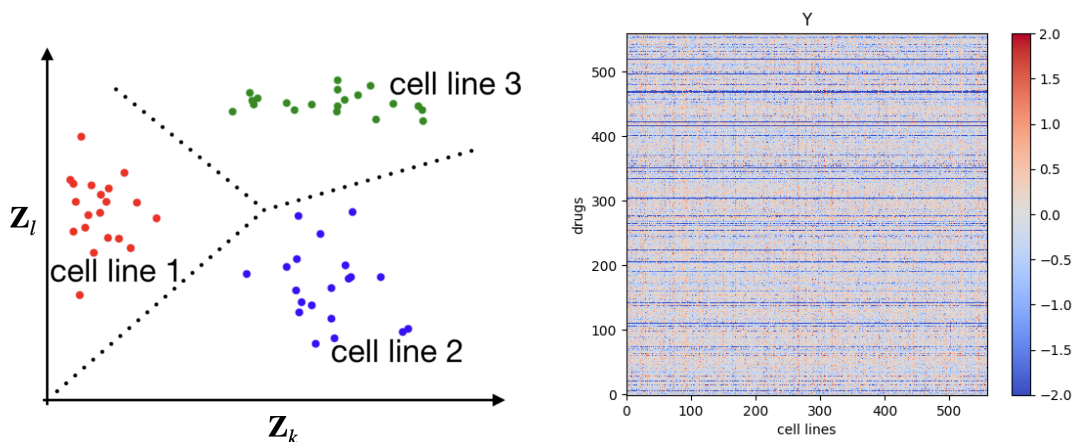 cell line 3
Z_l
cell line 1
cell line 2
Z_k
Y
drugs
500
400
300
200
100
0
0 100 200 300 400 500
cell lines
2.0
1.5
1.0
0.5
0.0
−0.5
−1.0
−1.5
−2.0